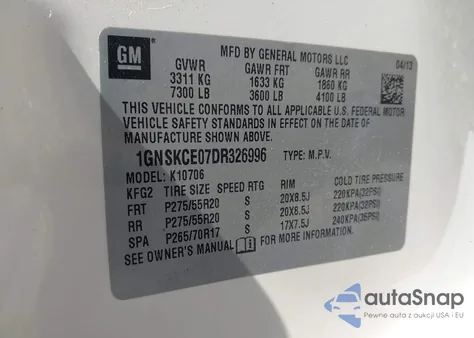 GM
MFD BY GENERAL MOTORS LLC
04/13
GVWR GAWR FRT GAWR RR
3311 KG 1633 KG 1860 KG
7300 LB 3600 LB 4100 LB
THIS VEHICLE CONFORMS TO ALL APPLICABLE U.S. FEDERAL MOTOR
VEHICLE SAFETY STANDARDS IN EFFECT ON THE DATE OF
MANUFACTURE SHOWN ABOVE.
1GNSKCE07DR326996 TYPE: M.P.V.
MODEL: K10706
KFG2 TIRE SIZE SPEED RTG RIM COLD TIRE PRESSURE
FRT P275/55R20 S 20X8.5J 220KPA(32PSI)
RR P275/55R20 S 20X8.5J 220KPA(32PSI)
SPA P265/70R17 S 17X7.5J 240KPA(35PSI)
SEE OWNER'S MANUAL FOR MORE INFORMATION.
autoSnap
Pewne auta z aukcji USA i EU